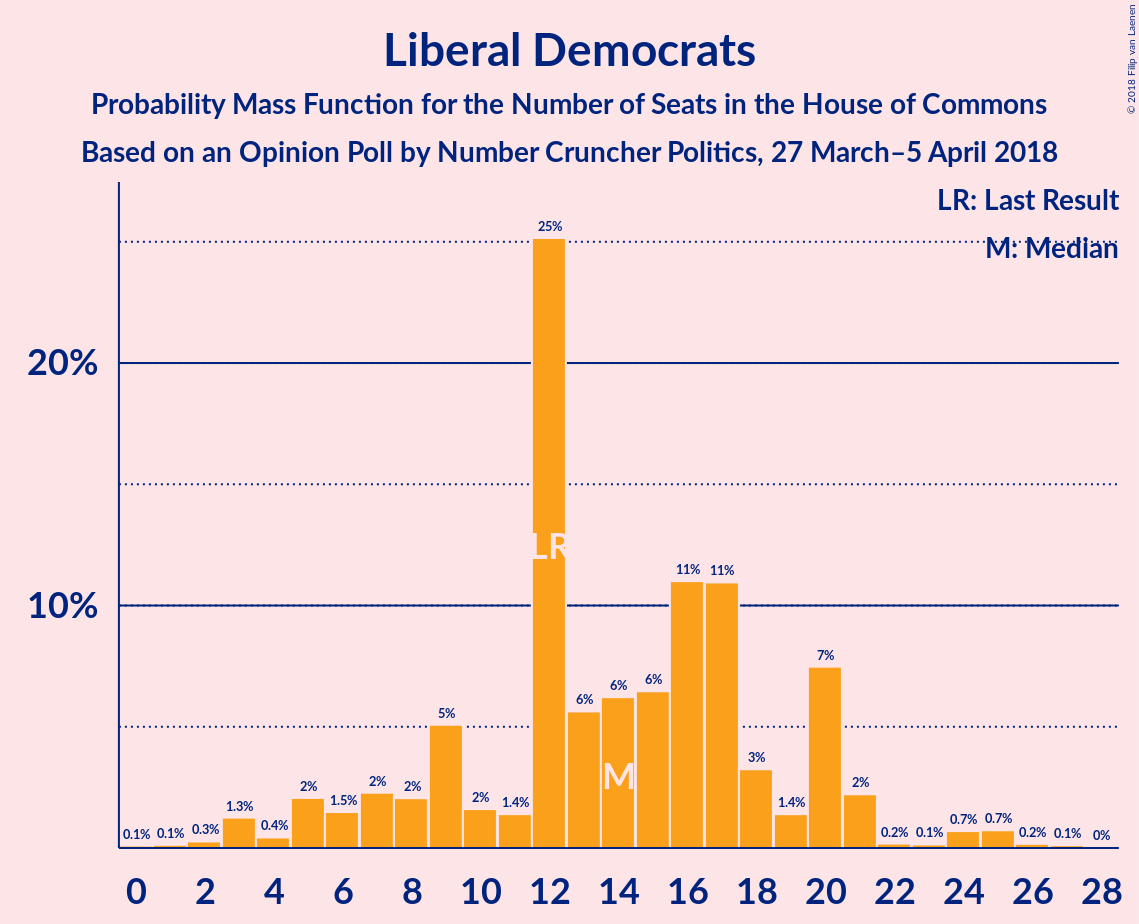 © 2018 Filip van Laenen
Liberal Democrats
Probability Mass Function for the Number of Seats in the House of Commons
Based on an Opinion Poll by Number Cruncher Politics, 27 March–5 April 2018
LR: Last Result
M: Median
20%
10%
0.1% 0.1% 0.3% 1.3% 0.4% 2% 1.5% 2% 2% 5% 2% 1.4% 25% 6% 6% 6% 11% 11% 3% 1.4% 7% 2% 0.2% 0.1% 0.7% 0.7% 0.2% 0.1% 0%
LR
M
0 2 4 6 8 10 12 14 16 18 20 22 24 26 28